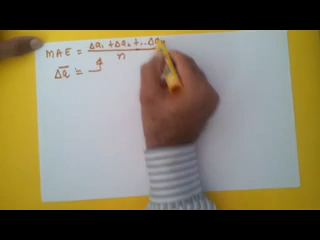 MAE = Δa₁ + Δa₂ + ... Δaₙ / n
Δā =